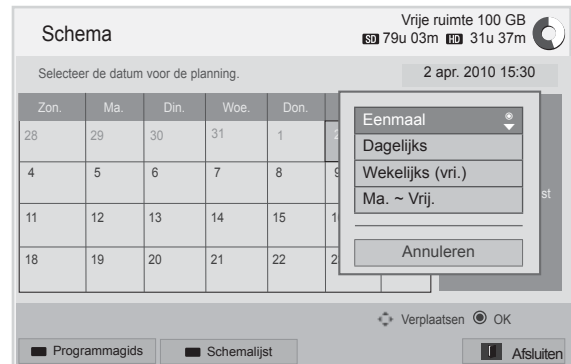 Schema
Vrije ruimte 100 GB
SD 79u 03m HD 31u 37m
Selecteer de datum voor de planning.
2 apr. 2010 15:30
Zon. Ma. Din. Woe. Don.
28 29 30 31 1 2
4 5 6 7 8 9
11 12 13 14 15
18 19 20 21 22
Eenmaal
Dagelijks
Wekelijks (vri.)
Ma. ~ Vrij.
Annuleren
st
Verplaatsen OK
Programmagids Schemalijst Afsluiten